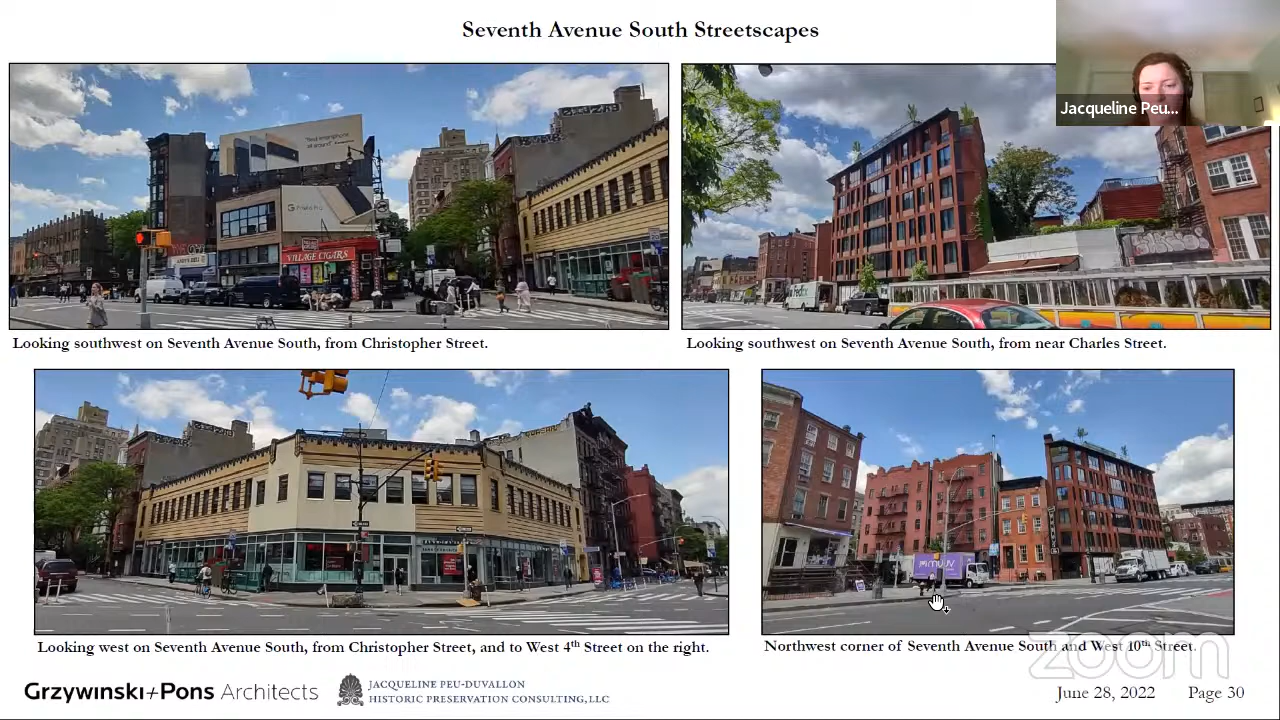 Seventh Avenue South Streetscapes
Jacqueline Peu...
VILLAGE CIGARS
Looking southwest on Seventh Avenue South, from Christopher Street.
Looking southwest on Seventh Avenue South, from near Charles Street.
Looking west on Seventh Avenue South, from Christopher Street, and to West 4th Street on the right.
Northwest corner of Seventh Avenue South and West 10th Street.
zoom
Grzywinski+Pons Architects
JACQUELINE PEU-DUVALLON
HISTORIC PRESERVATION CONSULTING, LLC
June 28, 2022 Page 30